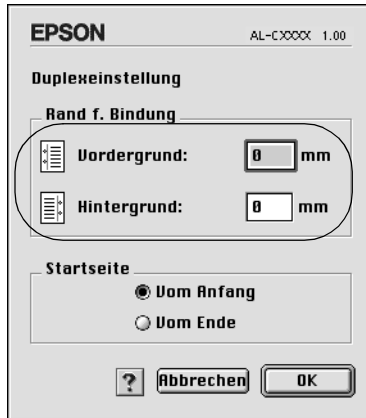 EPSON AL-CXXXX 1.00
Duplexeinstellung
Rand f. Bindung
Vordergrund: 0 mm
Hintergrund: 0 mm
Startseite
Vom Anfang
Vom Ende
? Abbrechen OK